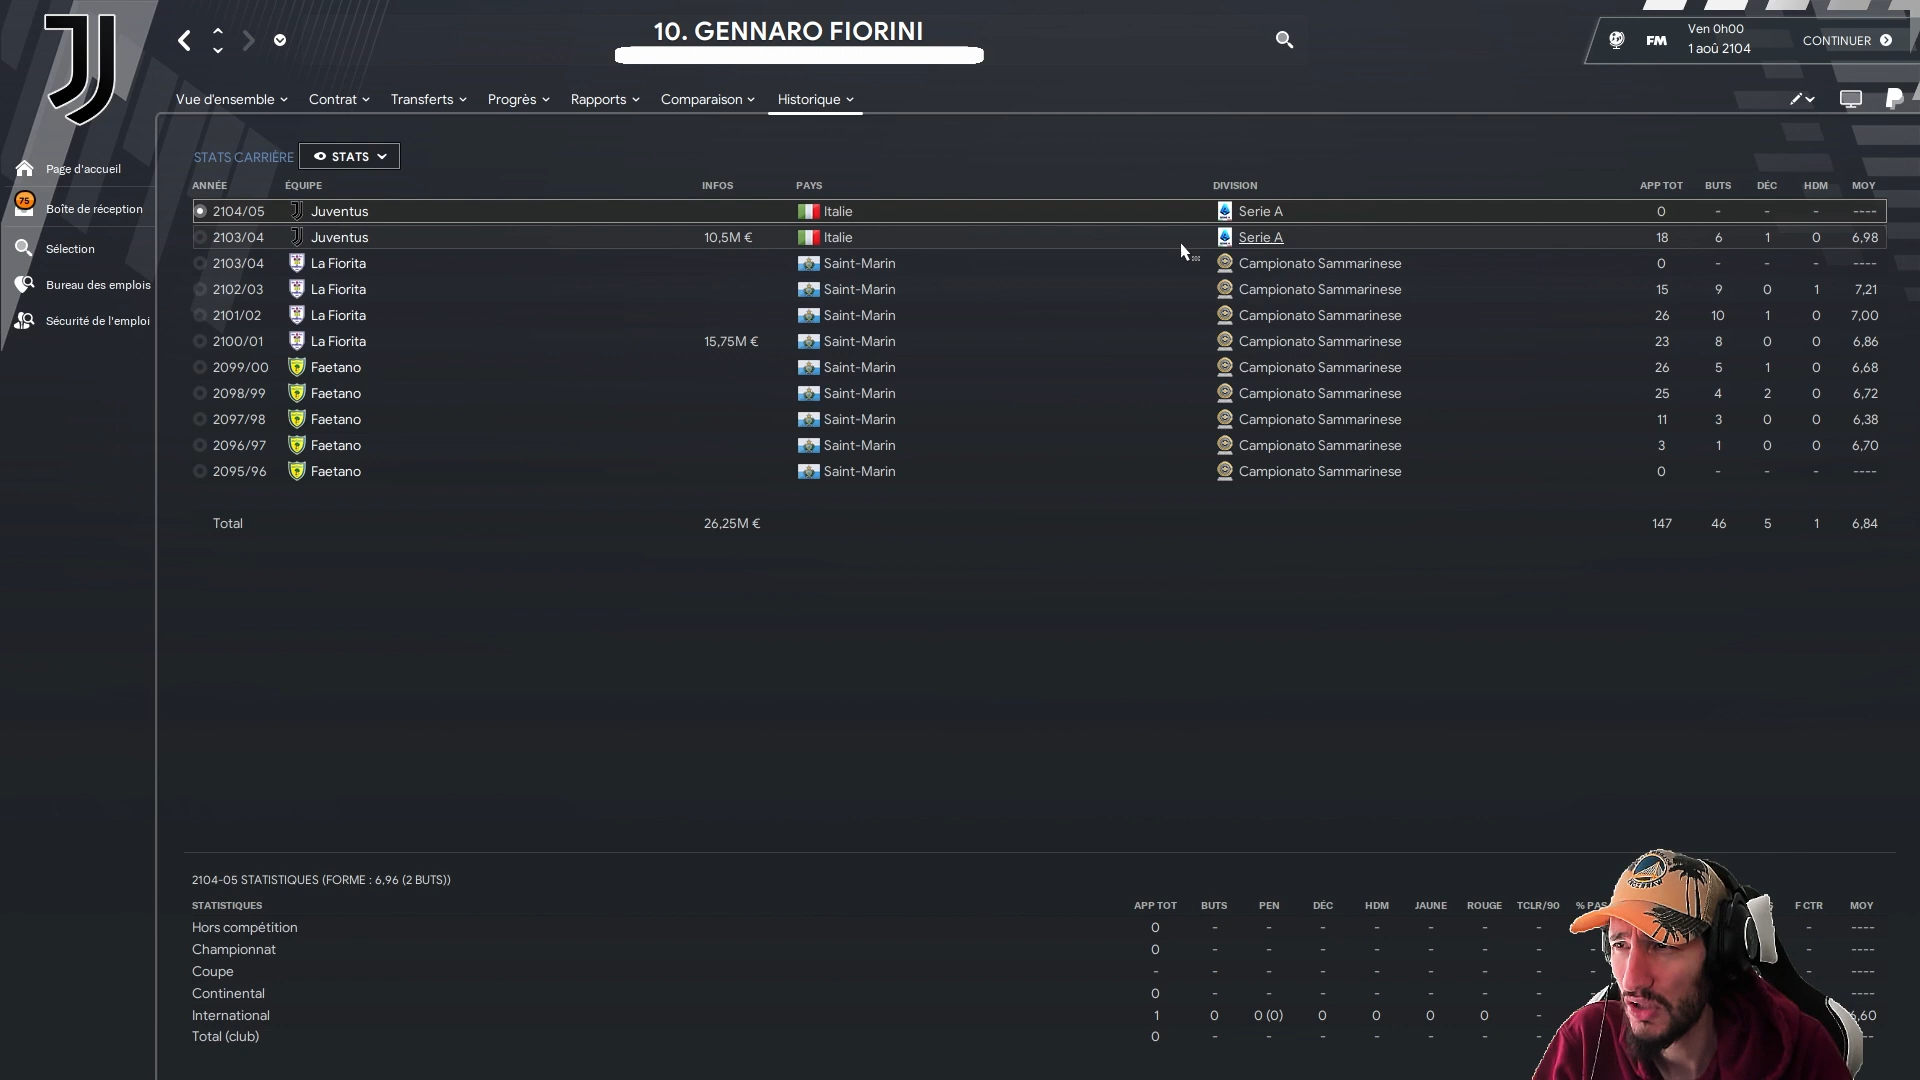 10. GENNARO FIORINI
FM
Ven 0h00
1 aoû 2104
CONTINUER
Vue d'ensemble
Contrat
Transferts
Progrès
Rapports
Comparaison
Historique
75
Page d'accueil
Boîte de réception
Sélection
Bureau des emplois
Sécurité de l'emploi
STATS CARRIÈRE STATS
ANNÉE ÉQUIPE INFOS PAYS DIVISION APP TOT BUTS DÉC HDM MOY
2104/05 Juventus Italie Serie A 0 - - - ----
2103/04 Juventus 10,5M € Italie Serie A 18 6 1 0 6,98
2103/04 La Fiorita Saint-Marin Campionato Sammarinese 0 - - - ----
2102/03 La Fiorita Saint-Marin Campionato Sammarinese 15 9 0 1 7,21
2101/02 La Fiorita Saint-Marin Campionato Sammarinese 26 10 1 0 7,00
2100/01 La Fiorita 15,75M € Saint-Marin Campionato Sammarinese 23 8 0 0 6,86
2099/00 Faetano Saint-Marin Campionato Sammarinese 26 5 1 0 6,68
2098/99 Faetano Saint-Marin Campionato Sammarinese 25 4 2 0 6,72
2097/98 Faetano Saint-Marin Campionato Sammarinese 11 3 0 0 6,38
2096/97 Faetano Saint-Marin Campionato Sammarinese 3 1 0 0 6,70
2095/96 Faetano Saint-Marin Campionato Sammarinese 0 - - - ----
Total 26,25M € 147 46 5 1 6,84
2104-05 STATISTIQUES (FORME : 6,96 (2 BUTS))
STATISTIQUES APP TOT BUTS PEN DÉC HDM JAUNE ROUGE TCLR/90 % PAS F CTR MOY
Hors compétition 0 - - - - - - - - - ----
Championnat 0 - - - - - - - - - ----
Coupe - - - - - - - - - - ----
Continental 0 - - - - - - - - - ----
International 1 0 0 (0) 0 0 0 0 - - 6,60
Total (club) 0 - - - - - - -